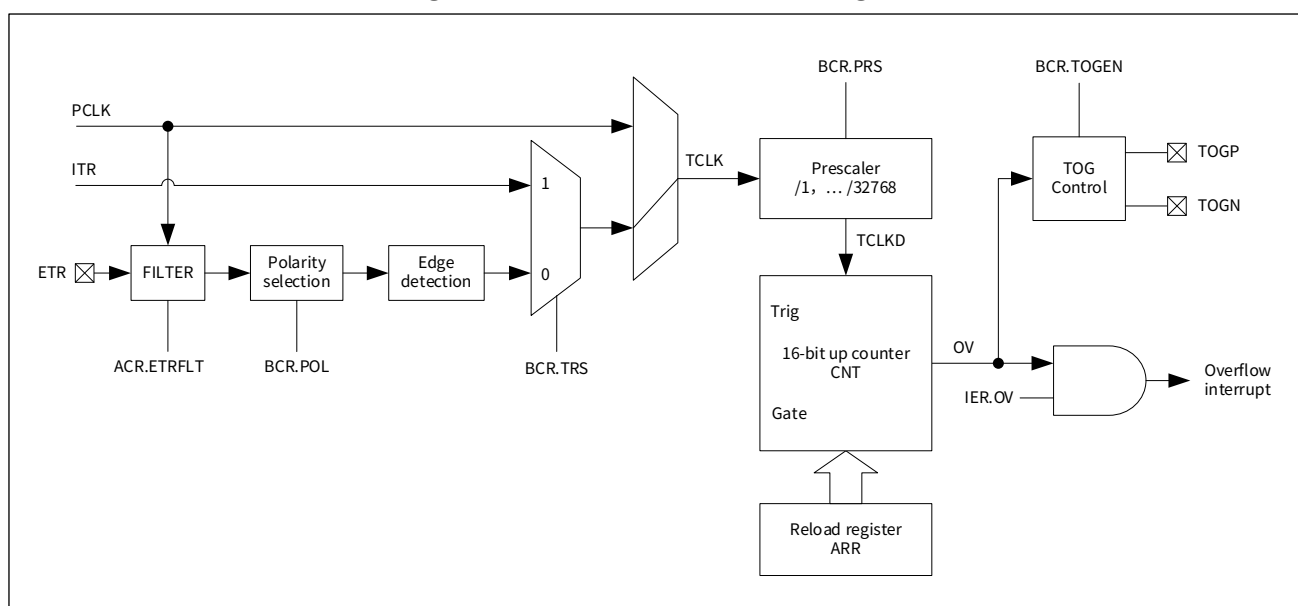 BCR.PRS
BCR.TOGEN
PCLK
ITR
1
TCLK
Prescaler
/1, … /32768
TOG
Control
TOGP
TOGN
TCLKD
ETR
FILTER
Polarity
selection
Edge
detection
0
ACR.ETRFLT
BCR.POL
BCR.TRS
Trig
16-bit up counter
CNT
Gate
OV
IER.OV
Overflow
interrupt
Reload register
ARR